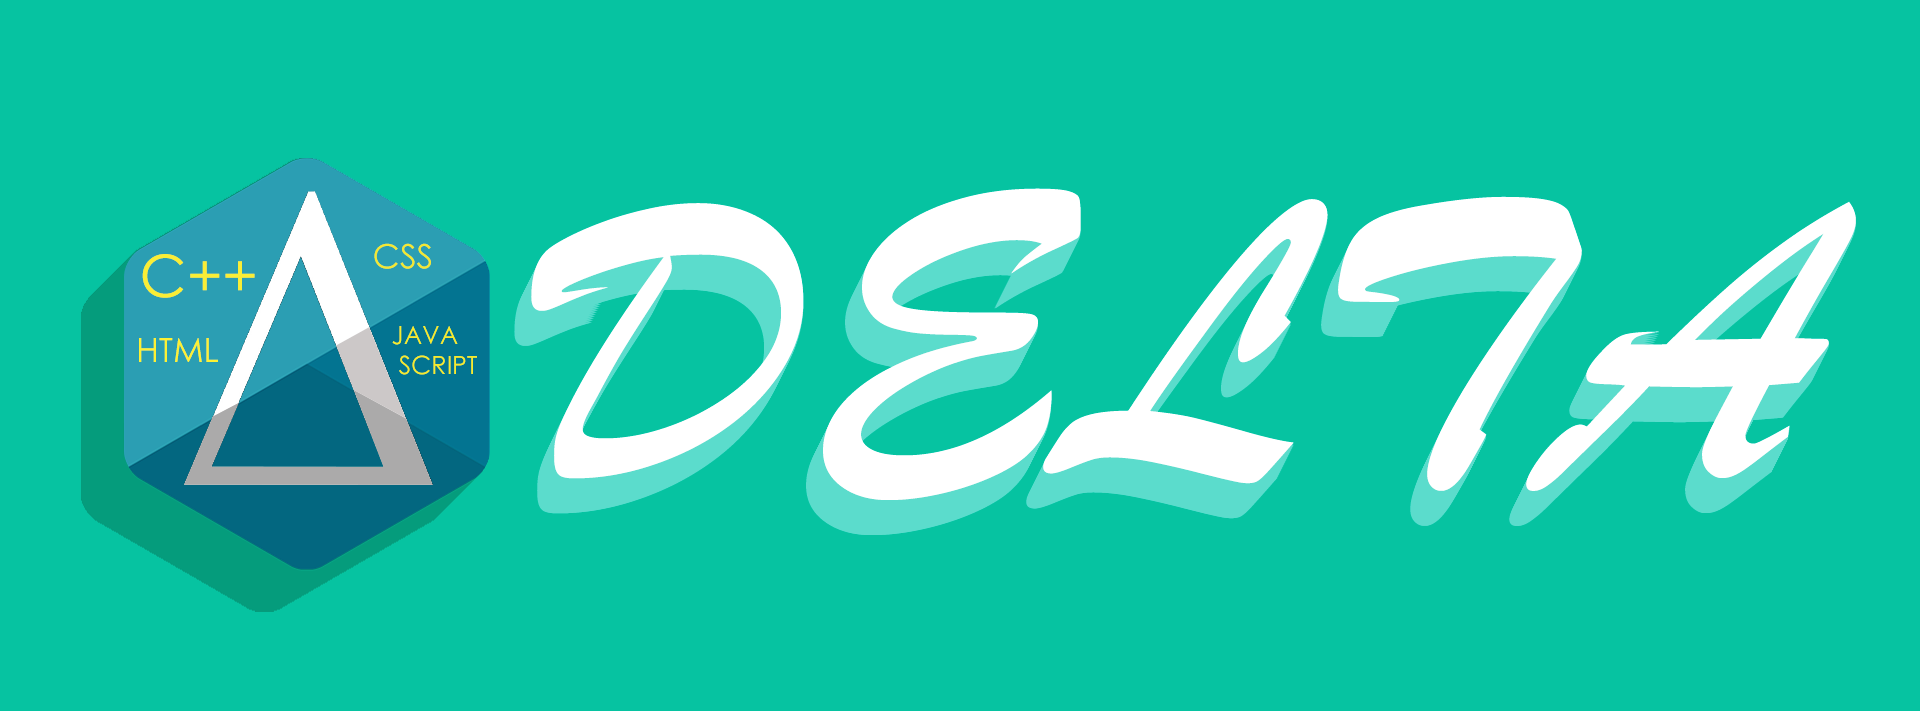 C++
CSS
HTML
JAVA
SCRIPT
DELTA